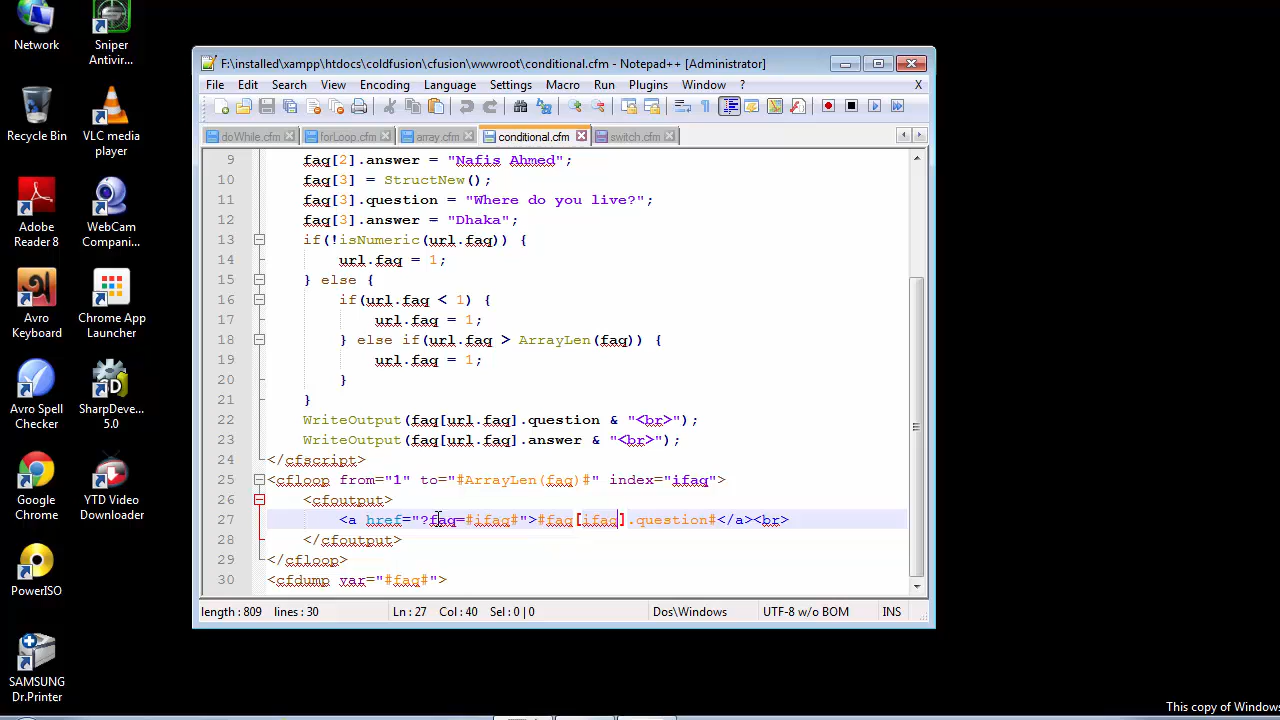 Network
Sniper Antivir...
Recycle Bin
VLC media player
Adobe Reader 8
WebCam Compani...
Avro Keyboard
Chrome App Launcher
Avro Spell Checker
SharpDeve... 5.0
Google Chrome
YTD Video Downloader
PowerISO
SAMSUNG Dr.Printer
F:\installed\xampp\htdocs\coldfusion\cfusion\wwwroot\conditional.cfm - Notepad++ [Administrator]
File Edit Search View Encoding Language Settings Macro Run Plugins Window ? X
doWhile.cfm forLoop.cfm array.cfm conditional.cfm switch.cfm
9 faq[2].answer = "Nafis Ahmed";
10 faq[3] = StructNew();
11 faq[3].question = "Where do you live?";
12 faq[3].answer = "Dhaka";
13 if(!isNumeric(url.faq)) {
14 url.faq = 1;
15 } else {
16 if(url.faq < 1) {
17 url.faq = 1;
18 } else if(url.faq > ArrayLen(faq)) {
19 url.faq = 1;
20 }
21 }
22 WriteOutput(faq[url.faq].question & "<br>");
23 WriteOutput(faq[url.faq].answer & "<br>");
24 </cfscript>
25 <cfloop from="1" to="#ArrayLen(faq)#" index="ifaq">
26 <cfoutput>
27 <a href="?faq=#ifaq#">#faq[ifaq].question#</a><br>
28 </cfoutput>
29 </cfloop>
30 <cfdump var="#faq#">
length : 809 lines : 30 Ln : 27 Col : 40 Sel : 0 | 0 Dos\Windows UTF-8 w/o BOM INS
This copy of Window